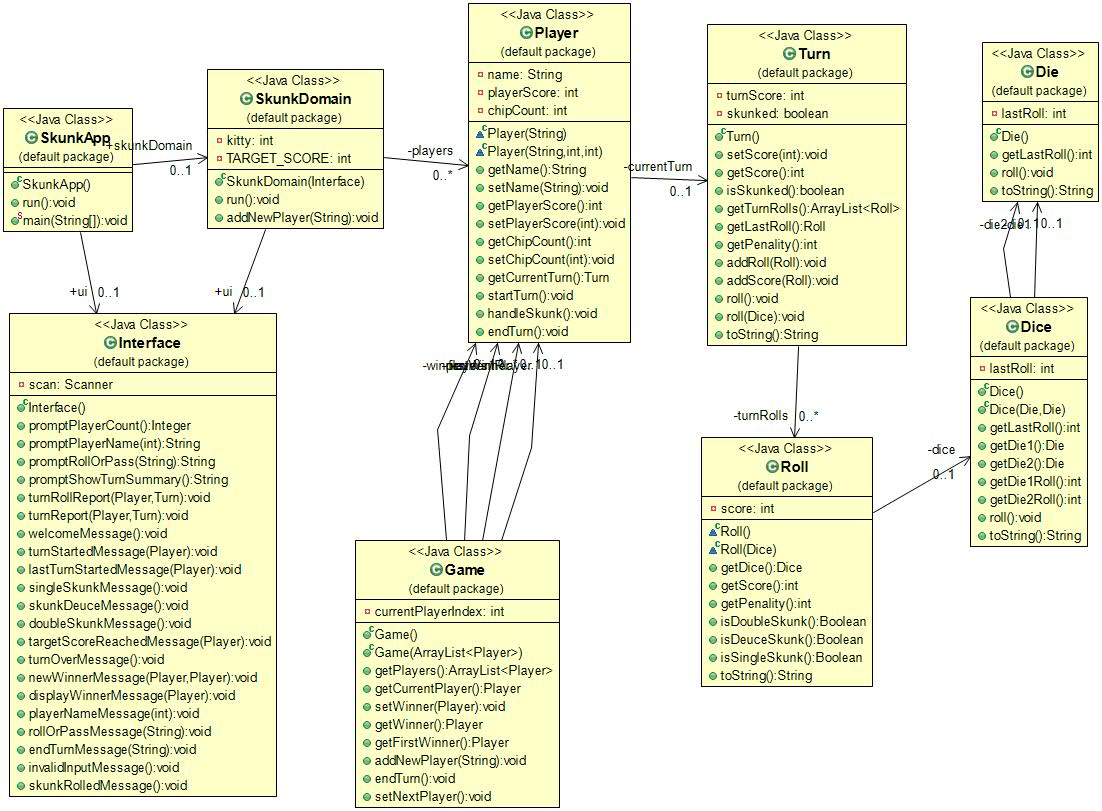 <<Java Class>>
SkunkApp
(default package)
SkunkApp()
run():void
main(String[]):void
+skunkDomain
0..1
+ui 0..1
<<Java Class>>
SkunkDomain
(default package)
kitty: int
TARGET_SCORE: int
SkunkDomain(Interface)
run():void
addNewPlayer(String):void
-players
0..*
+ui 0..1
<<Java Class>>
Player
(default package)
name: String
playerScore: int
chipCount: int
Player(String)
Player(String,int,int)
getName():String
setName(String):void
getPlayerScore():int
setPlayerScore(int):void
getChipCount():int
setChipCount(int):void
getCurrentTurn():Turn
startTurn():void
handleSkunk():void
endTurn():void
-currentTurn
0..1
<<Java Class>>
Turn
(default package)
turnScore: int
skunked: boolean
Turn()
setScore(int):void
getScore():int
isSkunked():boolean
getTurnRolls():ArrayList<Roll>
getLastRoll():Roll
getPenality():int
addRoll(Roll):void
addScore(Roll):void
roll():void
roll(Dice):void
toString():String
-turnRolls 0..*
<<Java Class>>
Die
(default package)
lastRoll: int
Die()
getLastRoll():int
roll():void
toString():String
0..1
<<Java Class>>
Dice
(default package)
lastRoll: int
Dice()
Dice(Die,Die)
getLastRoll():int
getDie1():Die
getDie2():Die
getDie1Roll():int
getDie2Roll():int
roll():void
toString():String
<<Java Class>>
Interface
(default package)
scan: Scanner
Interface()
promptPlayerCount():Integer
promptPlayerName(int):String
promptRollOrPass(String):String
promptShowTurnSummary():String
turnRollReport(Player,Turn):void
turnReport(Player,Turn):void
welcomeMessage():void
turnStartedMessage(Player):void
lastTurnStartedMessage(Player):void
singleSkunkMessage():void
skunkDeuceMessage():void
doubleSkunkMessage():void
targetScoreReachedMessage(Player):void
turnOverMessage():void
newWinnerMessage(Player,Player):void
displayWinnerMessage(Player):void
playerNameMessage(int):void
rollOrPassMessage(String):void
endTurnMessage(String):void
invalidInputMessage():void
skunkRolledMessage():void
<<Java Class>>
Game
(default package)
currentPlayerIndex: int
Game()
Game(ArrayList<Player>)
getPlayers():ArrayList<Player>
getCurrentPlayer():Player
setWinner(Player):void
getWinner():Player
getFirstWinner():Player
addNewPlayer(String):void
endTurn():void
setNextPlayer():void
<<Java Class>>
Roll
(default package)
score: int
Roll()
Roll(Dice)
getDice():Dice
getScore():int
getPenality():int
isDoubleSkunk():Boolean
isDeuceSkunk():Boolean
isSingleSkunk():Boolean
toString():String
-dice
0..1